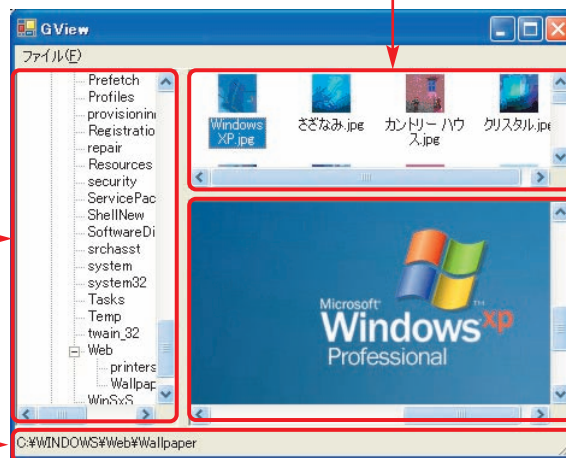 GView
ファイル(F)
Prefetch
Profiles
provisionin
Registratio
repair
Resources
security
ServicePac
ShellNew
SoftwareDi
srchasst
system
system32
Tasks
Temp
twain_32
Web
printers
Wallpap
WinSxS
Windows
XP.jpg
さざなみ.jpg
カントリー ハウ
ス.jpg
クリスタル.jpe
Microsoft
Windows xp
Professional
C:¥WINDOWS¥Web¥Wallpaper